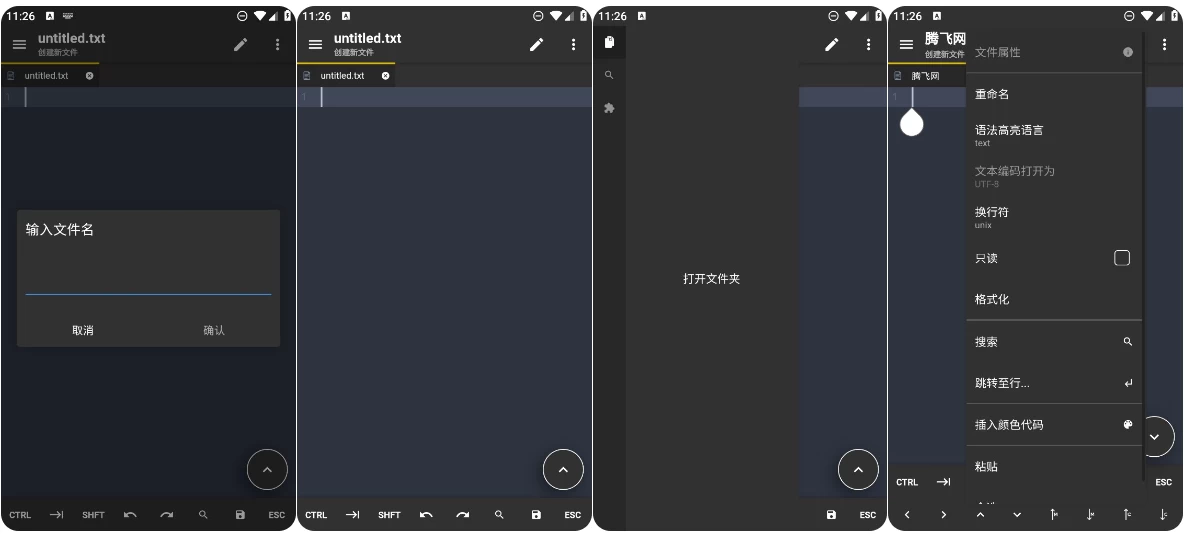 11:26
untitled.txt
创建新文件
untitled.txt
1
输入文件名
取消
确认
CTRL
SHFT
ESC
11:26
untitled.txt
创建新文件
untitled.txt
1
CTRL
SHFT
ESC
11:26
打开文件夹
ESC
11:26
腾飞网
创建新文件
腾飞网
1
文件属性
重命名
语法高亮语言
text
文本编码打开为
UTF-8
换行符
unix
只读
格式化
搜索
跳转至行...
插入颜色代码
粘贴
CTRL
ESC